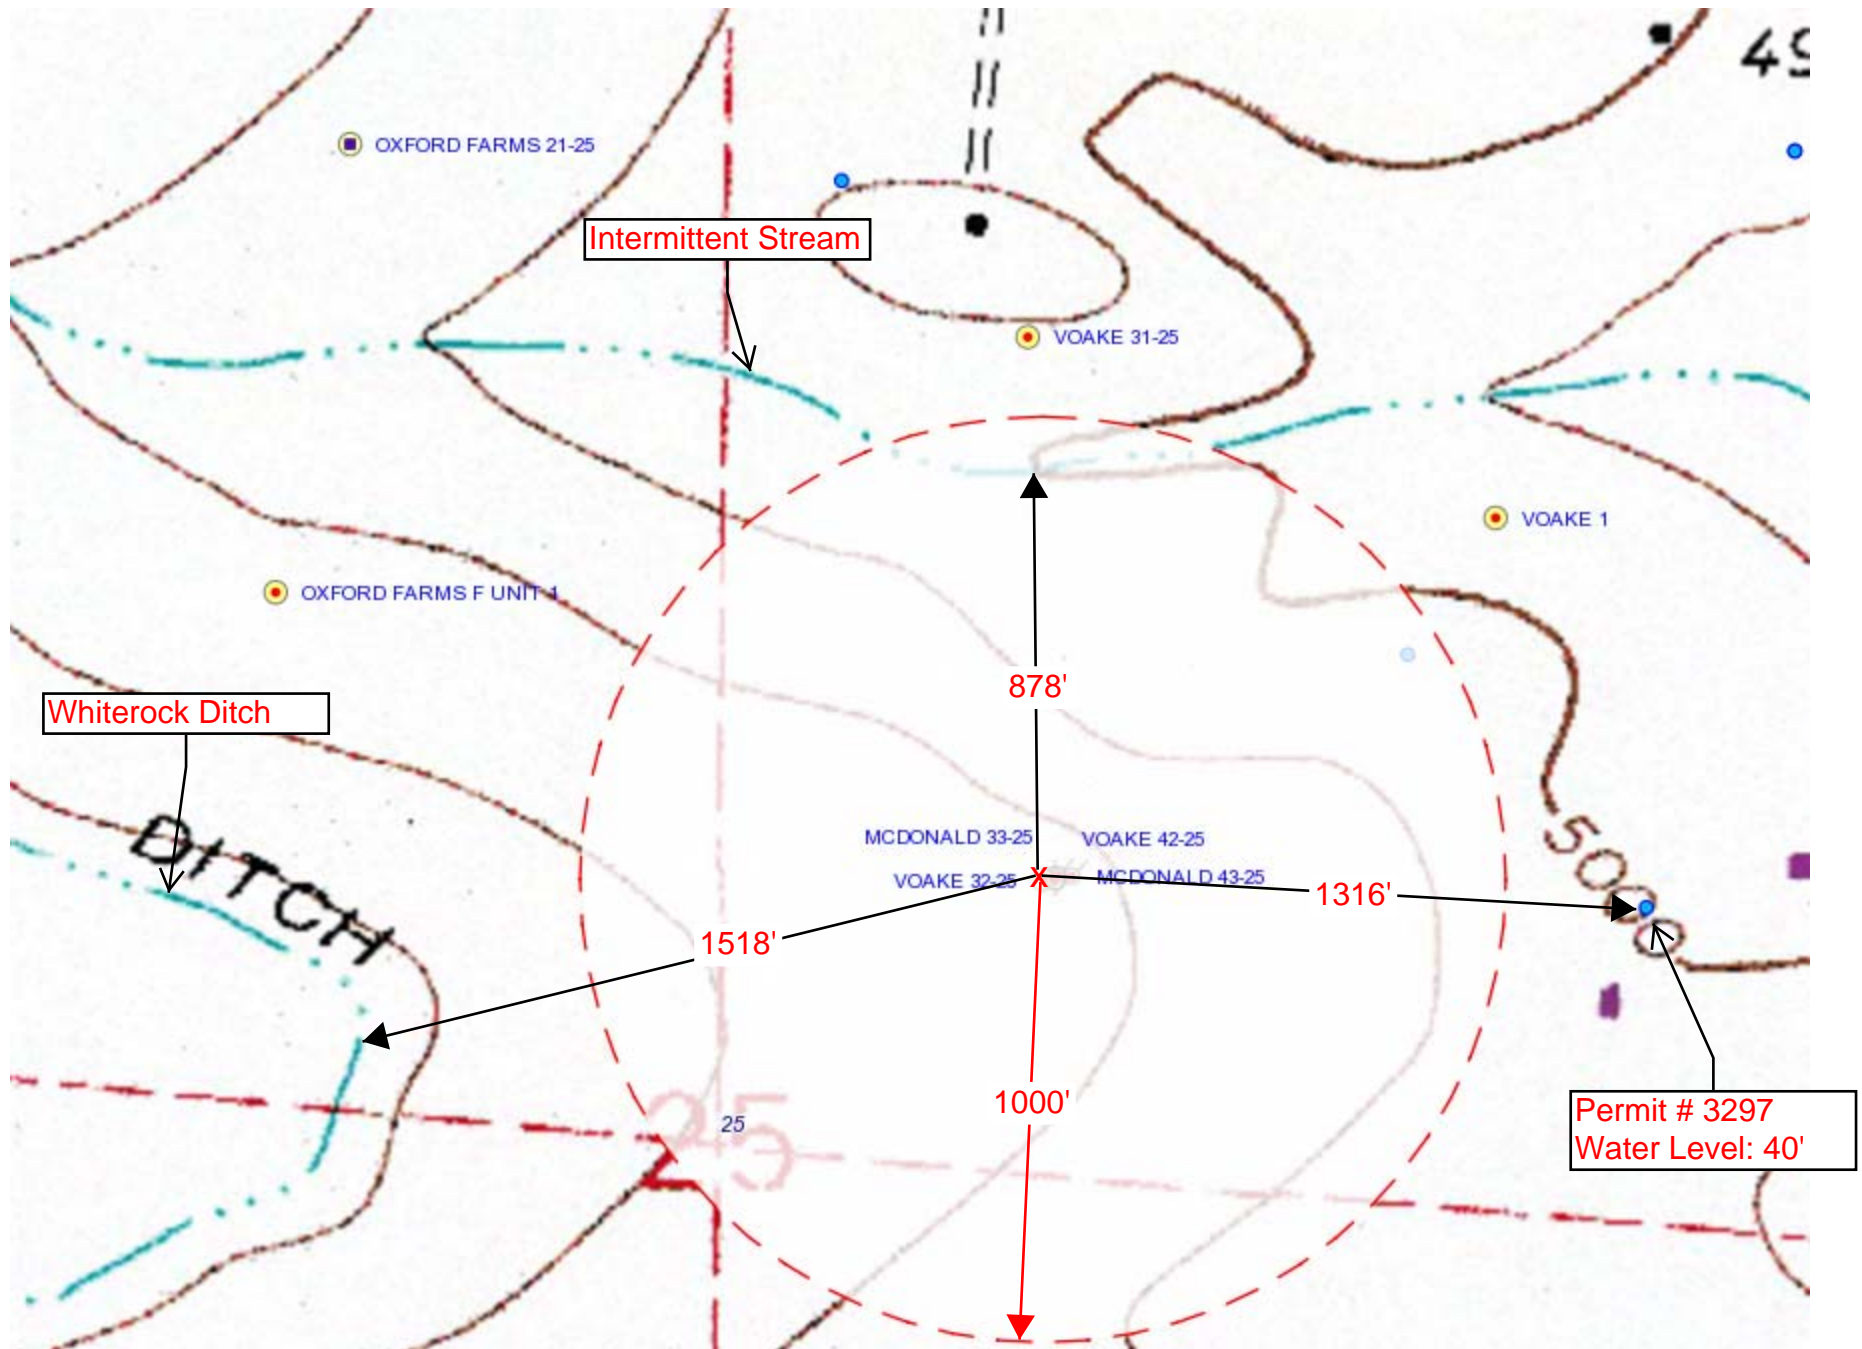 49
OXFORD FARMS 21-25
Intermittent Stream
VOAKE 31-25
VOAKE 1
OXFORD FARMS F UNIT 1
878'
Whiterock Ditch
DITCH
MCDONALD 33-25
VOAKE 42-25
VOAKE 32-25
X
MCDONALD 43-25
1316'
5000
1518'
1000'
25
25
Permit # 3297
Water Level: 40'